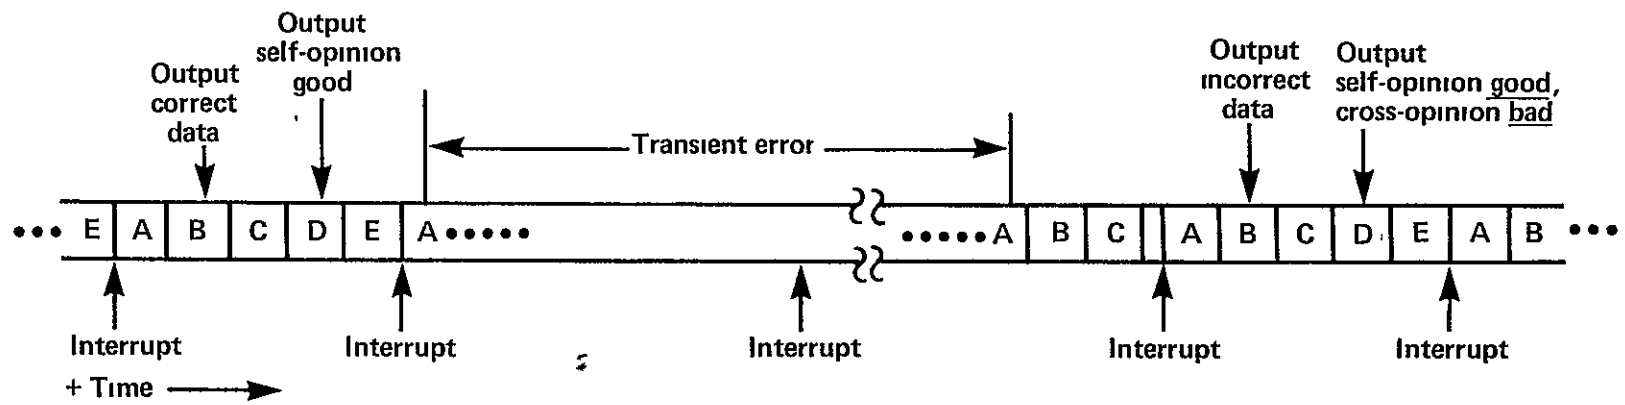 Output
self-opinion
good
Output
correct
data
Transient error
Output
incorrect
data
Output
self-opinion good,
cross-opinion bad
••• E A B C D E A ••••• ••••• A B C A B C D E A B •••
Interrupt Interrupt Interrupt Interrupt Interrupt
+ Time